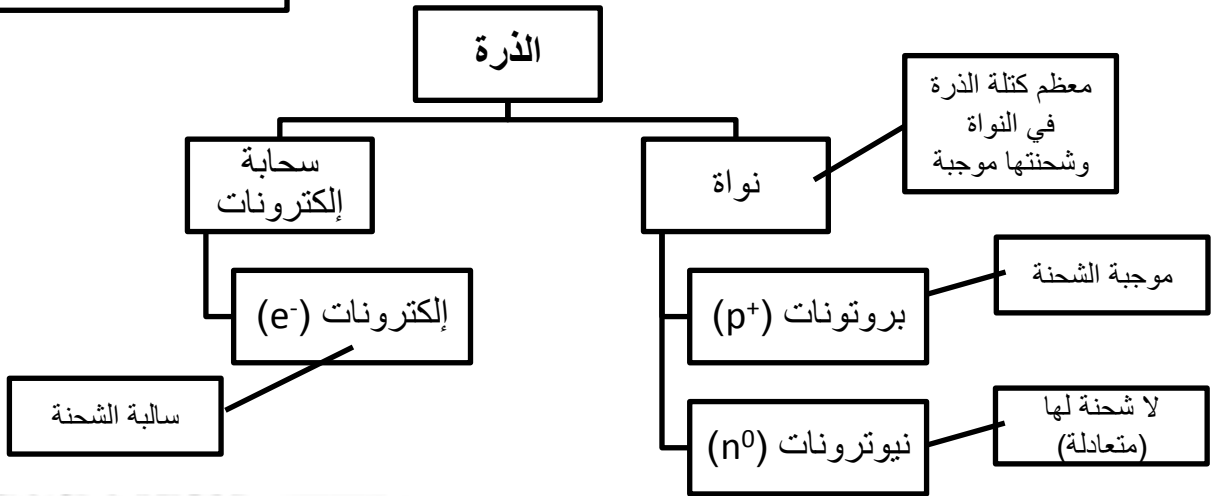 الذرة
معظم كتلة الذرة
في النواة
وشحنتها موجبة
نواة
سحابة
إلكترونات
موجبة الشحنة
بروتونات (p⁺)
إلكترونات (e⁻)
لا شحنة لها
(متعادلة)
نيوترونات (n⁰)
سالبة الشحنة